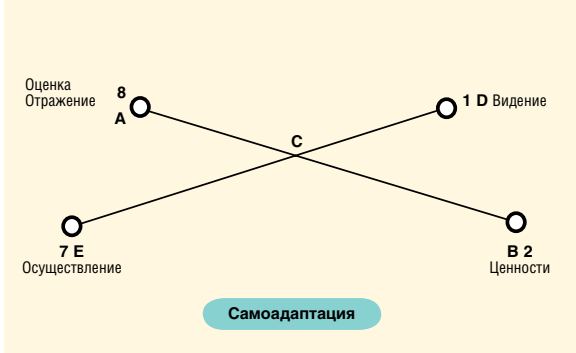 Оценка
Отражение
8
A
1 D Видение
C
7 E
Осуществление
B 2
Ценности
Самоадаптация